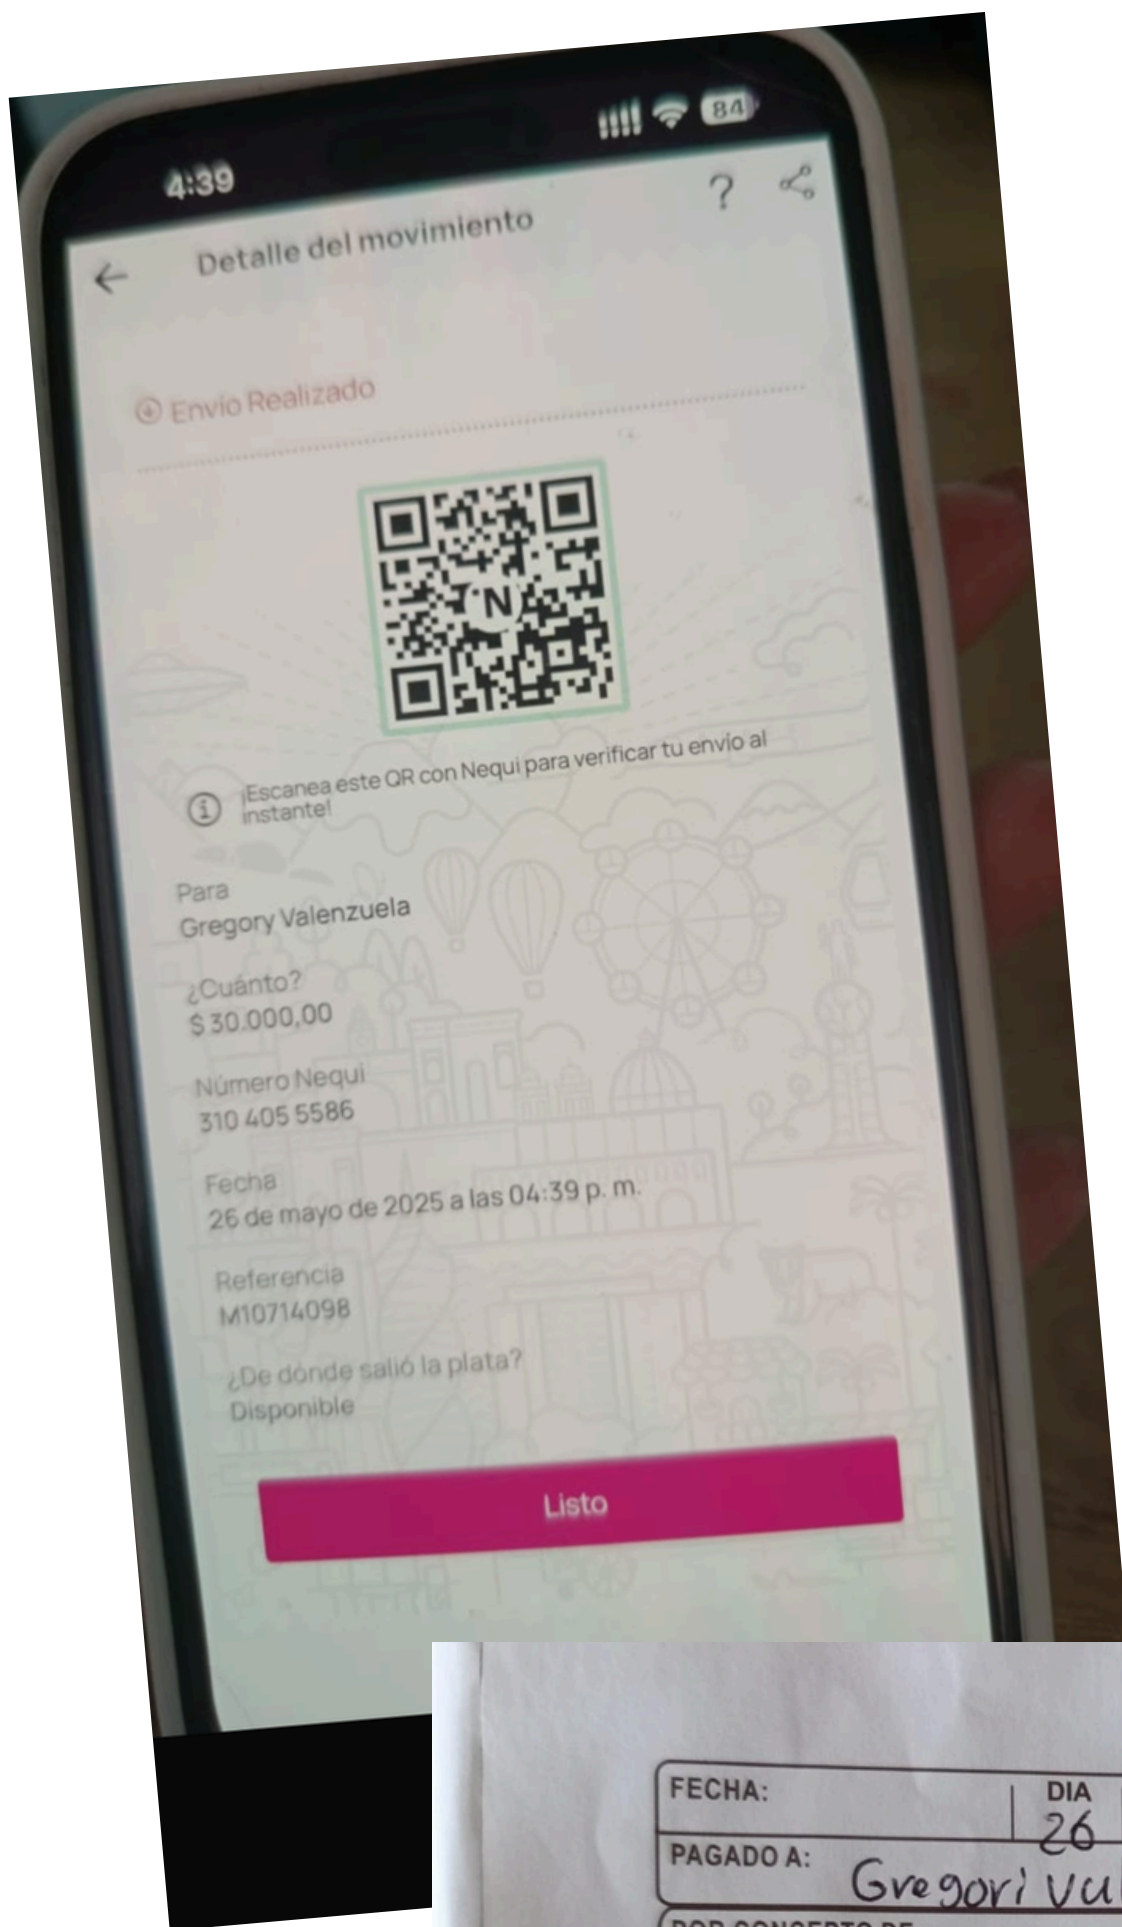 4:39
84
Detalle del movimiento
?
Envio Realizado
N
¡Escanea este QR con Nequi para verificar tu envío al
instante!
Para
Gregory Valenzuela
¿Cuánto?
$ 30.000,00
Número Nequi
310 405 5586
Fecha
26 de mayo de 2025 a las 04:39 p. m.
Referencia
M10714098
¿De dónde salió la plata?
Disponible
Listo
FECHA:
DIA
26
PAGADO A:
Gregori